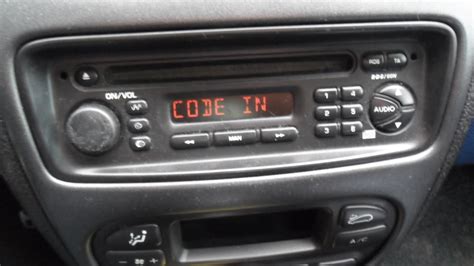 RDS TA
ON/VOL
CODE IN
1 4
2 5
3 6
AUDIO
MAN
A/C